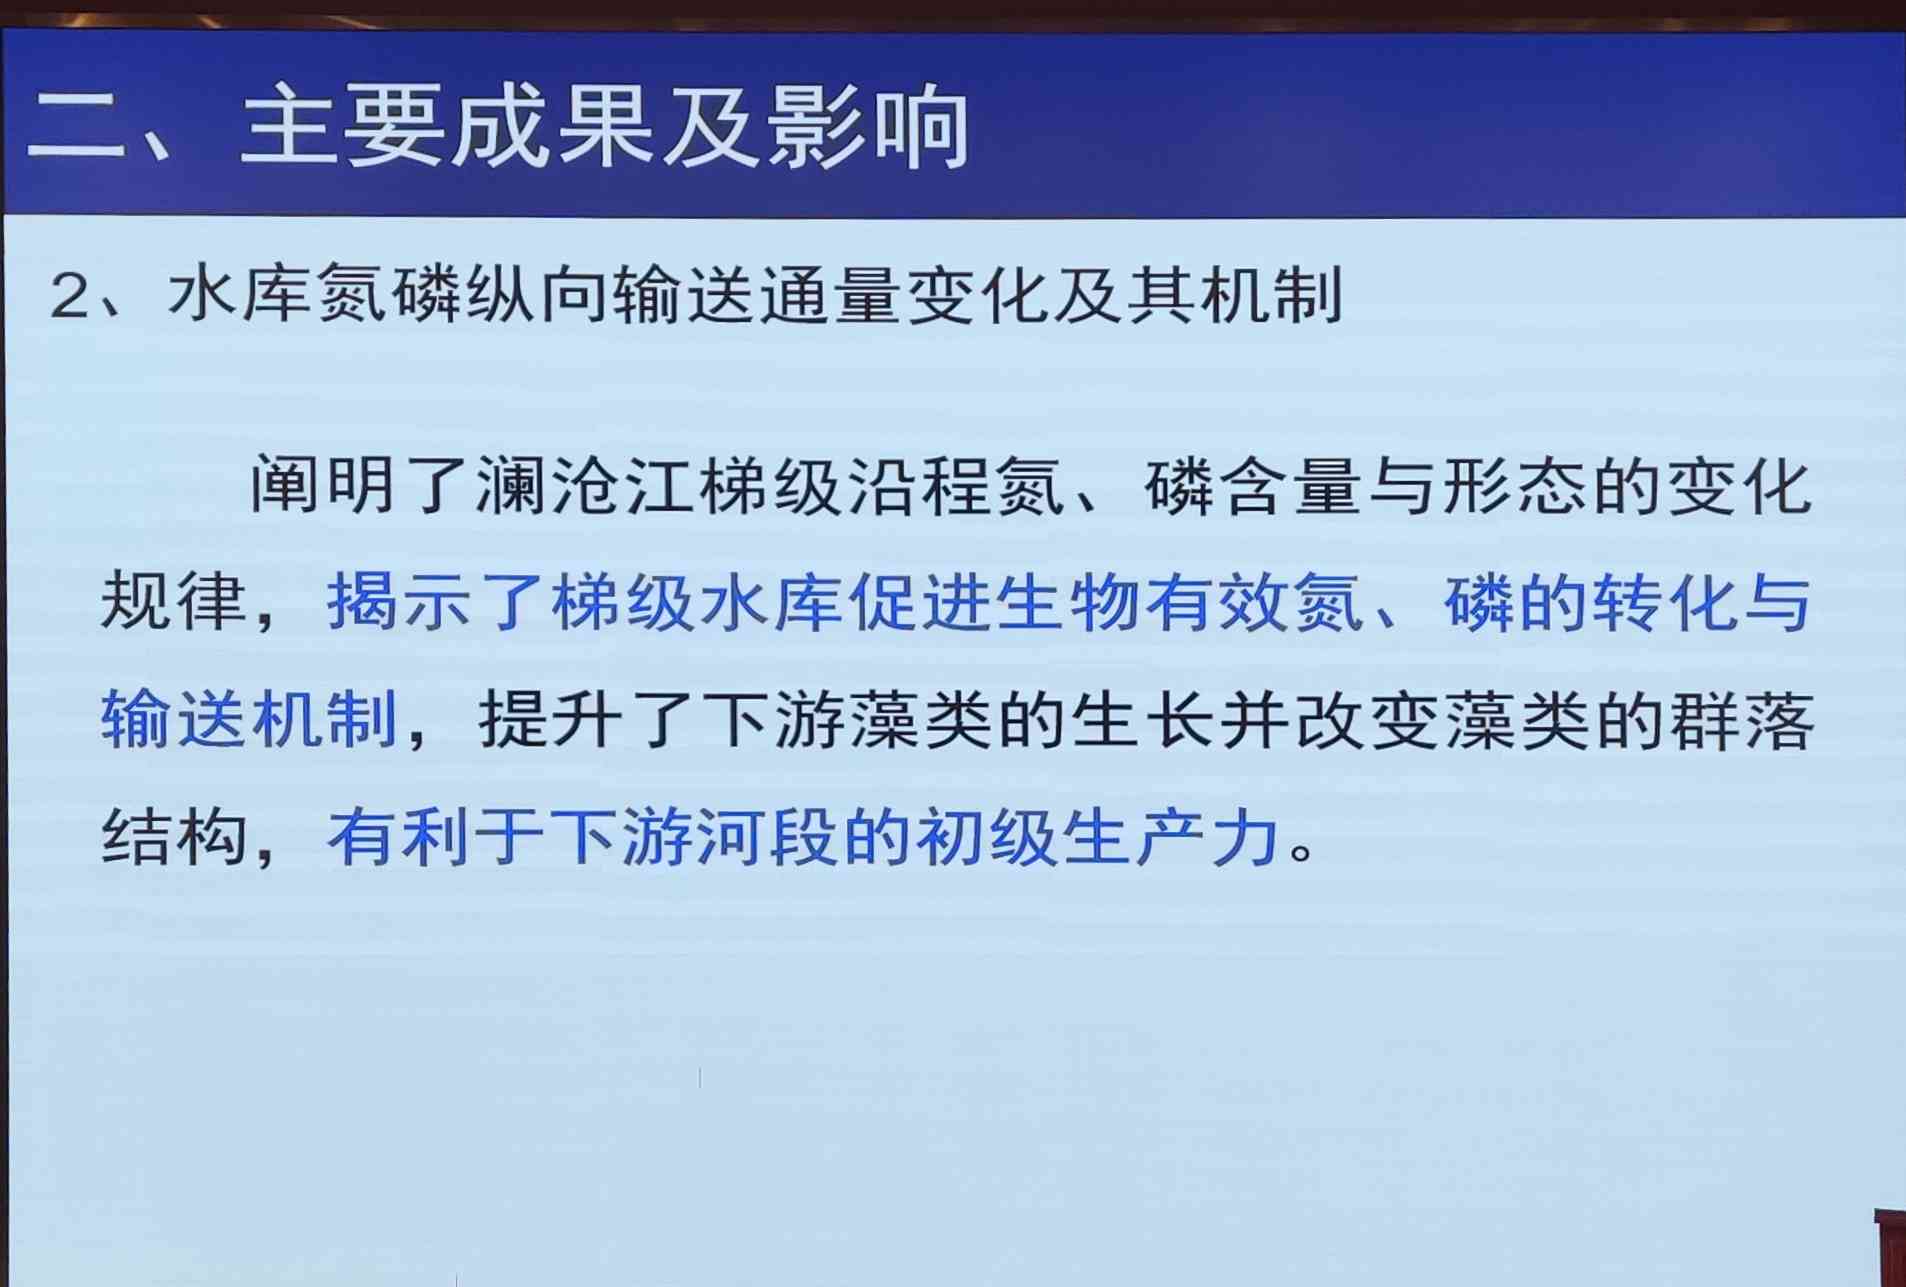 二、主要成果及影响
2、水库氮磷纵向输送通量变化及其机制
阐明了澜沧江梯级沿程氮、磷含量与形态的变化
规律，揭示了梯级水库促进生物有效氮、磷的转化与
输送机制，提升了下游藻类的生长并改变藻类的群落
结构，有利于下游河段的初级生产力。